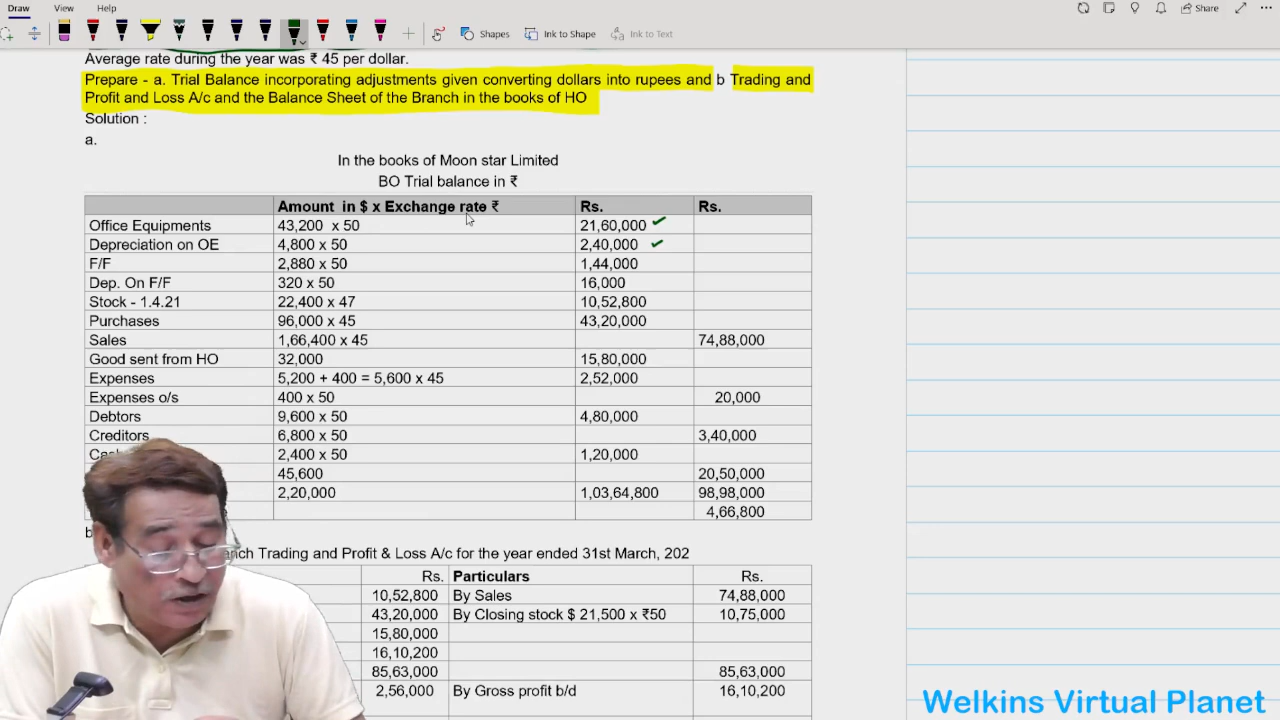 Draw View Help Share
Shapes Ink to Shape Ink to Text
Average rate during the year was ₹ 45 per dollar.
Prepare - a. Trial Balance incorporating adjustments given converting dollars into rupees and b Trading and
Profit and Loss A/c and the Balance Sheet of the Branch in the books of HO
Solution :
a.
In the books of Moon star Limited
BO Trial balance in ₹
Amount in $ x Exchange rate ₹ Rs. Rs.
Office Equipments 43,200 x 50 21,60,000
Depreciation on OE 4,800 x 50 2,40,000
F/F 2,880 x 50 1,44,000
Dep. On F/F 320 x 50 16,000
Stock - 1.4.21 22,400 x 47 10,52,800
Purchases 96,000 x 45 43,20,000
Sales 1,66,400 x 45 74,88,000
Good sent from HO 32,000 15,80,000
Expenses 5,200 + 400 = 5,600 x 45 2,52,000
Expenses o/s 400 x 50 20,000
Debtors 9,600 x 50 4,80,000
Creditors 6,800 x 50 3,40,000
2,400 x 50 1,20,000
45,600 20,50,000
2,20,000 1,03,64,800 98,98,000
4,66,800
b
Trading and Profit & Loss A/c for the year ended 31st March, 202
Rs. Particulars Rs.
10,52,800 By Sales 74,88,000
43,20,000 By Closing stock $ 21,500 x ₹50 10,75,000
15,80,000
16,10,200
85,63,000 85,63,000
2,56,000 By Gross profit b/d 16,10,200
Welkins Virtual Planet